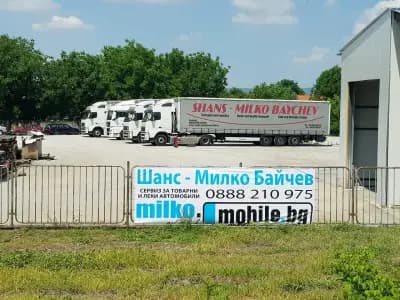 SHANS - MILKO BAYCHEV
Шанс - Милко Байчев
СЕРВИЗ ЗА ТОВАРНИ
И ЛЕКИ АВТОМОБИЛИ
0888 210 975
milko.mobile.bg